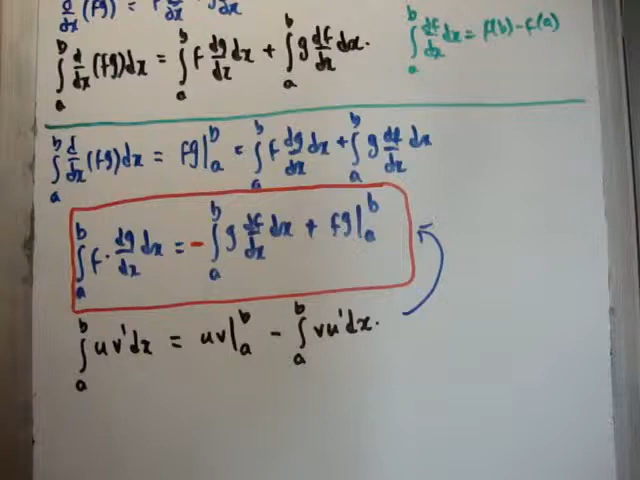 d/dx (fg) = f dg/dx + g df/dx
∫_a^b d/dx (fg)dx = ∫_a^b f dg/dx dx + ∫_a^b g df/dx dx.
∫_a^b df/dx dx = f(b) - f(a)
∫_a^b d/dx (fg)dx = fg|_a^b = ∫_a^b f dg/dx dx + ∫_a^b g df/dx dx
∫_a^b f · dg/dx dx = - ∫_a^b g df/dx dx + fg|_a^b
∫_a^b uv'dx = uv|_a^b - ∫_a^b vu'dx.